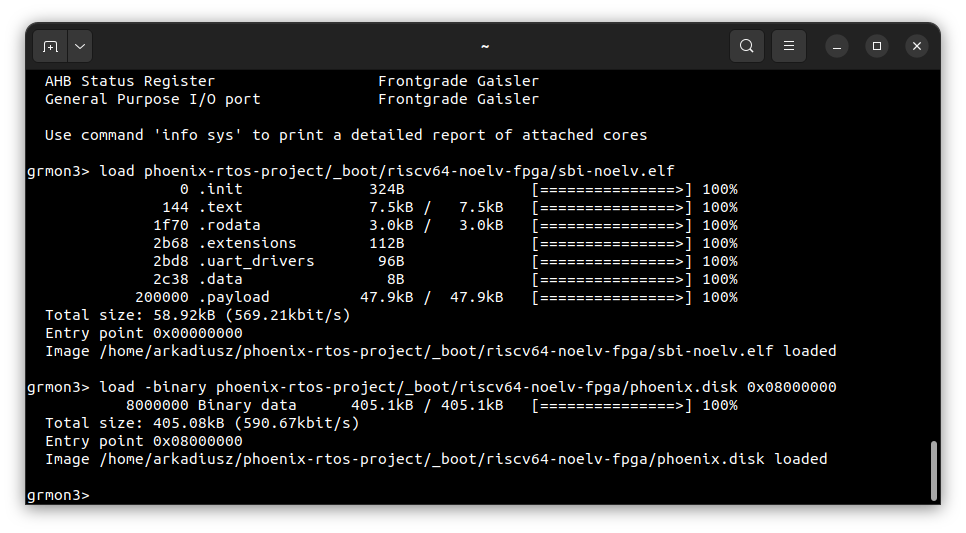 ~
AHB Status Register                  Frontgrade Gaisler
General Purpose I/O port             Frontgrade Gaisler
Use command 'info sys' to print a detailed report of attached cores
grmon3> load phoenix-rtos-project/_boot/riscv64-noelv-fpga/sbi-noelv.elf
0 .init              324B              [===============>] 100%
144 .text              7.5kB /   7.5kB   [===============>] 100%
1f70 .rodata            3.0kB /   3.0kB   [===============>] 100%
2b68 .extensions        112B              [===============>] 100%
2bd8 .uart_drivers       96B              [===============>] 100%
2c38 .data                8B              [===============>] 100%
200000 .payload          47.9kB /  47.9kB   [===============>] 100%
Total size: 58.92kB (569.21kbit/s)
Entry point 0x00000000
Image /home/arkadiusz/phoenix-rtos-project/_boot/riscv64-noelv-fpga/sbi-noelv.elf loaded
grmon3> load -binary phoenix-rtos-project/_boot/riscv64-noelv-fpga/phoenix.disk 0x08000000
8000000 Binary data      405.1kB / 405.1kB   [===============>] 100%
Total size: 405.08kB (590.67kbit/s)
Entry point 0x08000000
Image /home/arkadiusz/phoenix-rtos-project/_boot/riscv64-noelv-fpga/phoenix.disk loaded
grmon3>